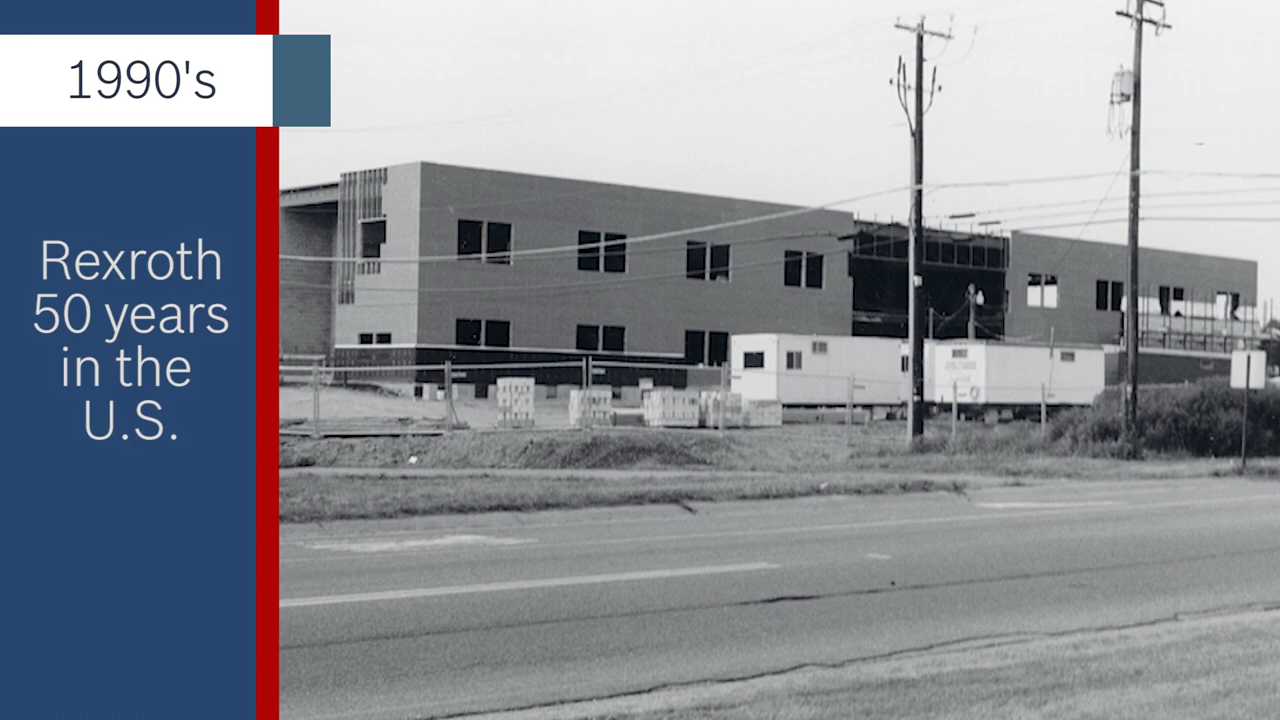 1990's
Rexroth
50 years
in the
U.S.